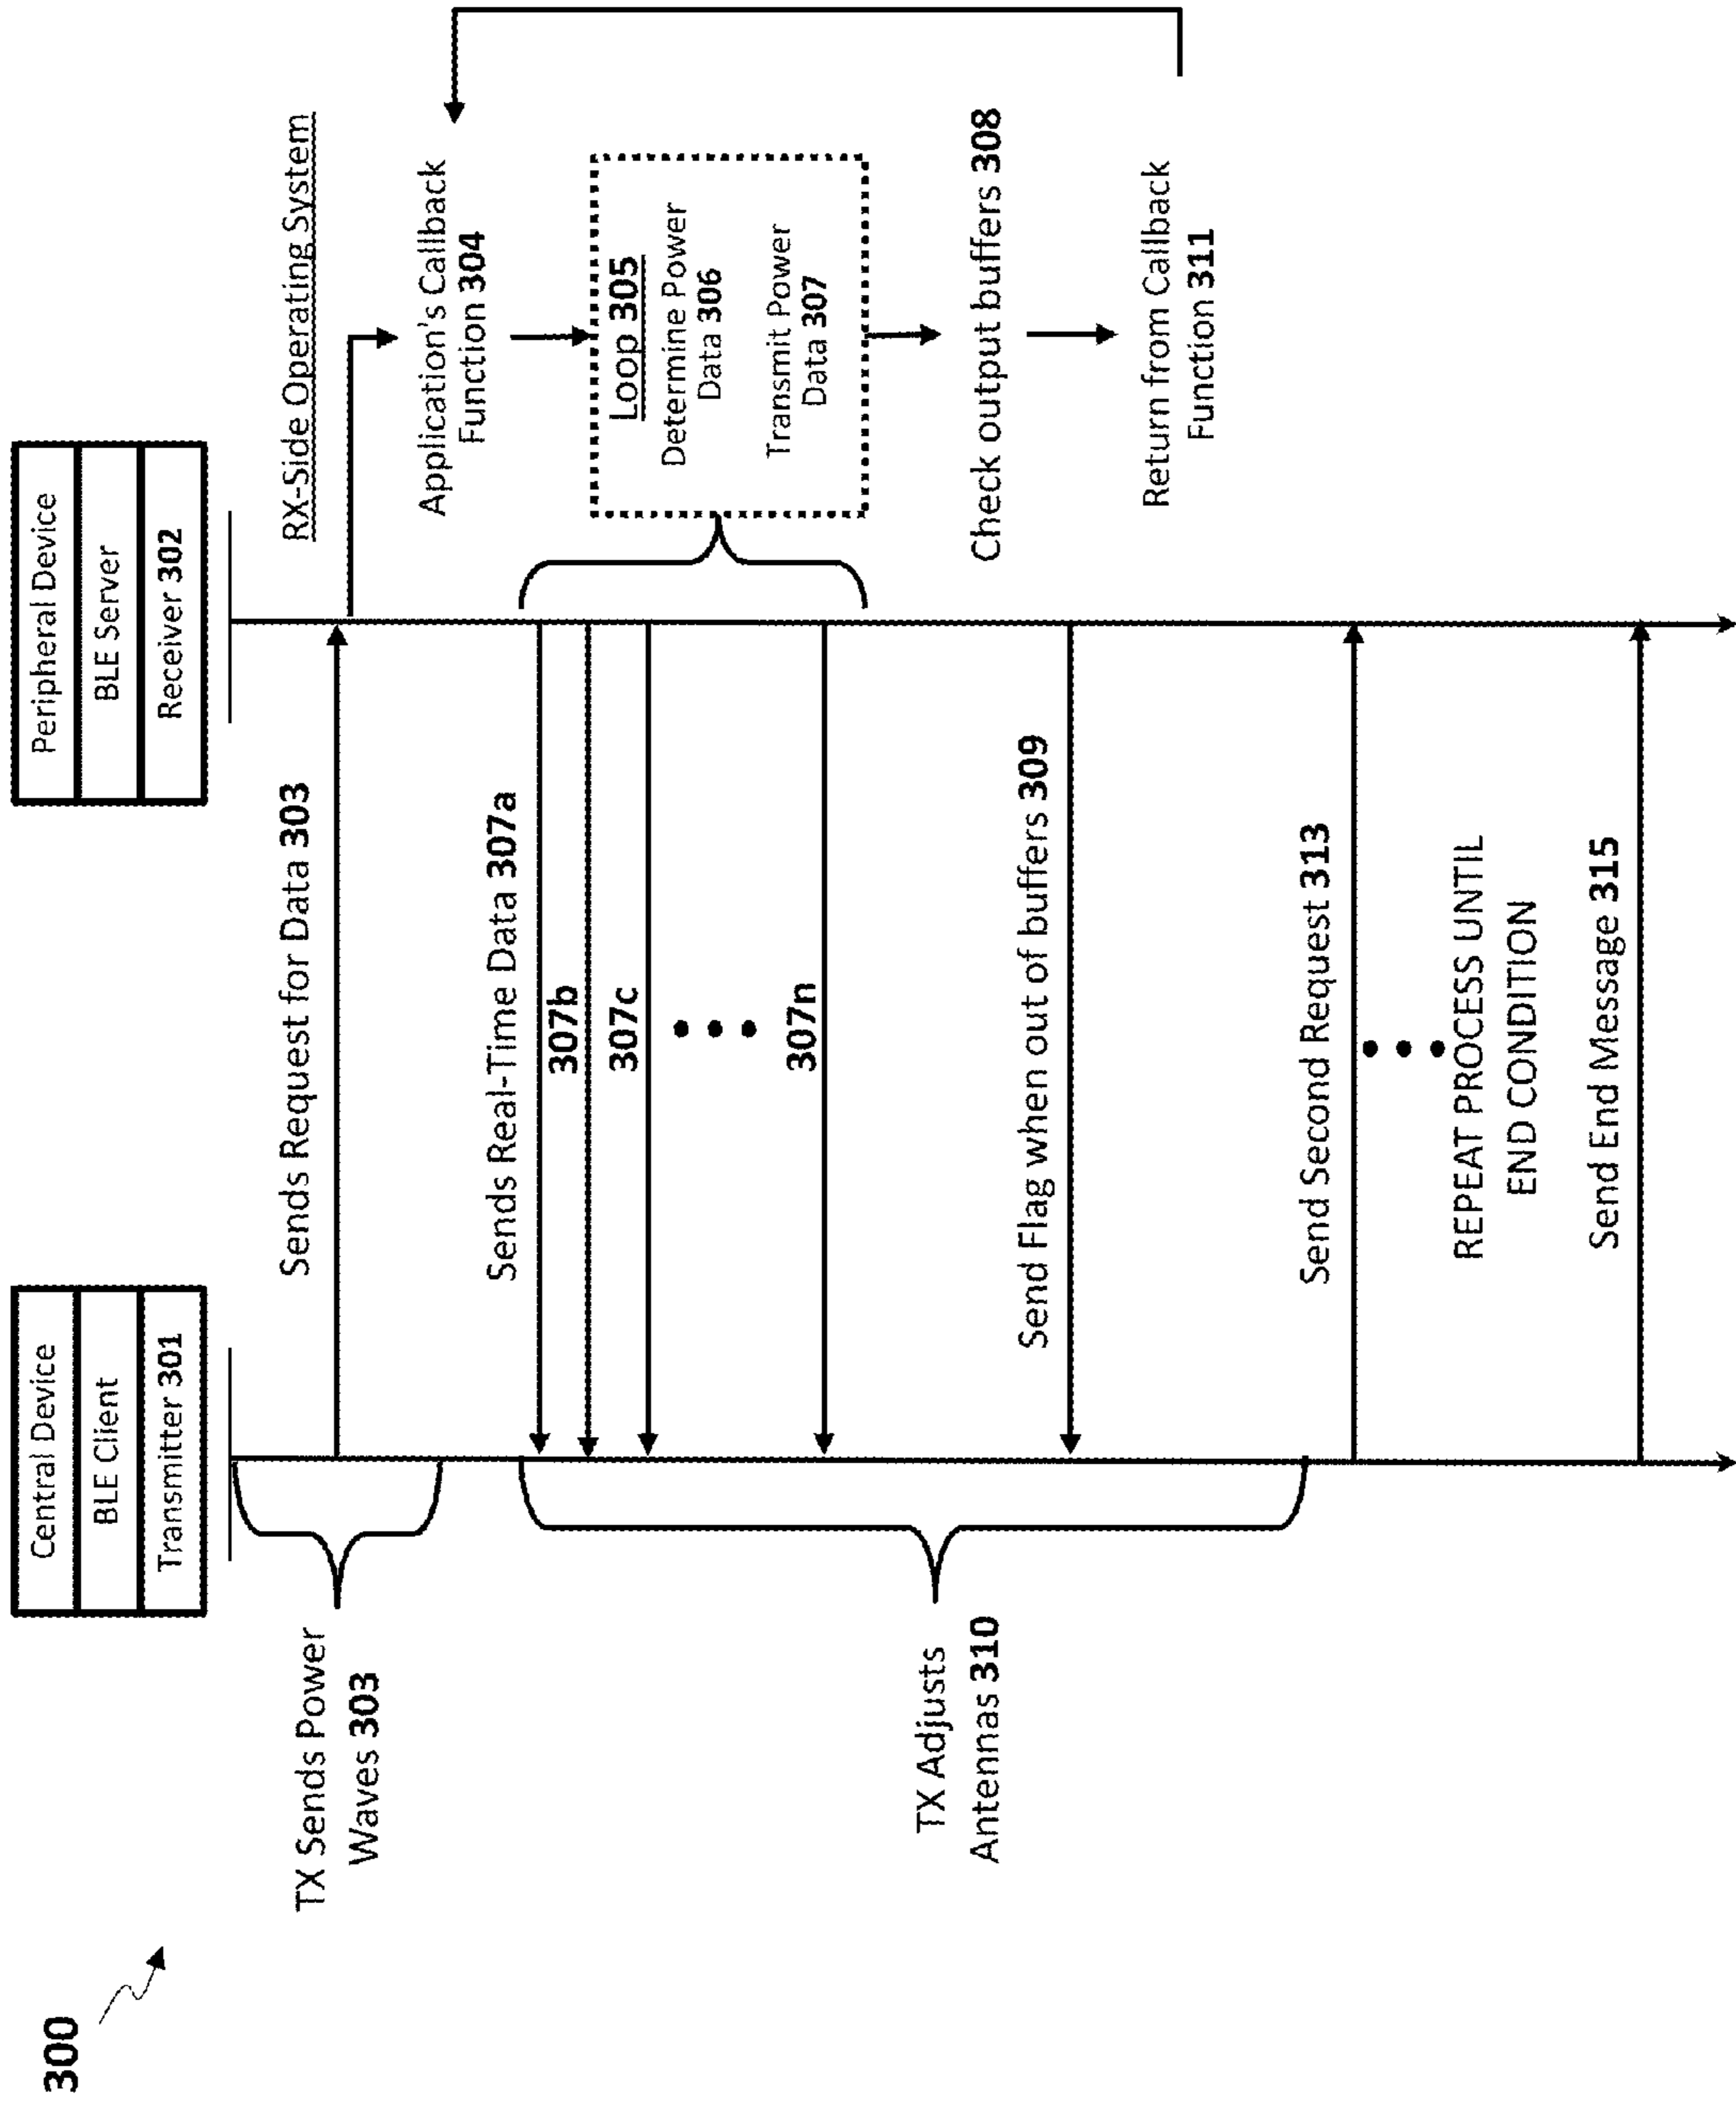 300
Central Device
BLE Client
Transmitter 301
Peripheral Device
BLE Server
Receiver 302
TX Sends Power
Waves 303
Sends Request for Data 303
RX-Side Operating System
Application's Callback
Function 304
Sends Real-Time Data 307a
307b
307c
307n
Loop 305
Determine Power
Data 306
Transmit Power
Data 307
TX Adjusts
Antennas 310
Check output buffers 308
Send Flag when out of buffers 309
Return from Callback
Function 311
Send Second Request 313
REPEAT PROCESS UNTIL
END CONDITION
Send End Message 315